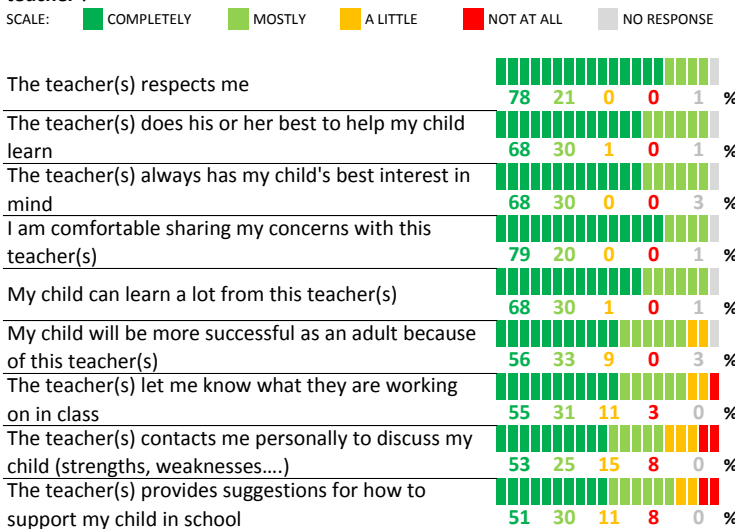 SCALE: COMPLETELY MOSTLY A LITTLE NOT AT ALL NO RESPONSE
The teacher(s) respects me
78 21 0 0 1 %
The teacher(s) does his or her best to help my child
learn
68 30 1 0 1 %
The teacher(s) always has my child's best interest in
mind
68 30 0 0 3 %
I am comfortable sharing my concerns with this
teacher(s)
79 20 0 0 1 %
My child can learn a lot from this teacher(s)
68 30 1 0 1 %
My child will be more successful as an adult because
of this teacher(s)
56 33 9 0 3 %
The teacher(s) let me know what they are working
on in class
55 31 11 3 0 %
The teacher(s) contacts me personally to discuss my
child (strengths, weaknesses....)
53 25 15 8 0 %
The teacher(s) provides suggestions for how to
support my child in school
51 30 11 8 0 %